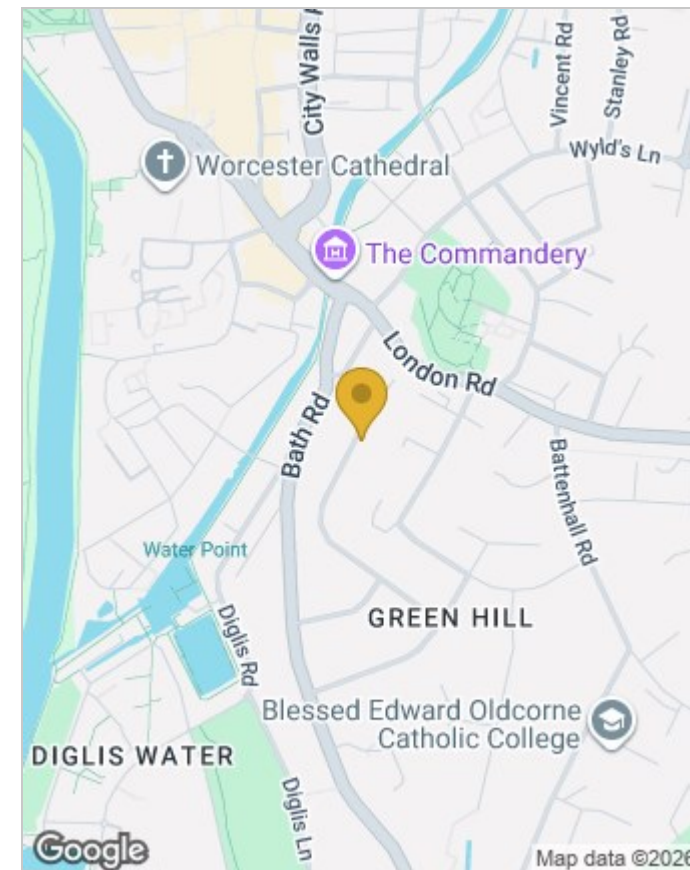 City Walls R
Vincent Rd
Stanley Rd
Wyld's Ln
Worcester Cathedral
The Commandery
London Rd
Bath Rd
Battenhall Rd
Water Point
Diglis Rd
GREEN HILL
Blessed Edward Oldcorne
Catholic College
DIGLIS WATER
Diglis Ln
Google
Map data ©2026